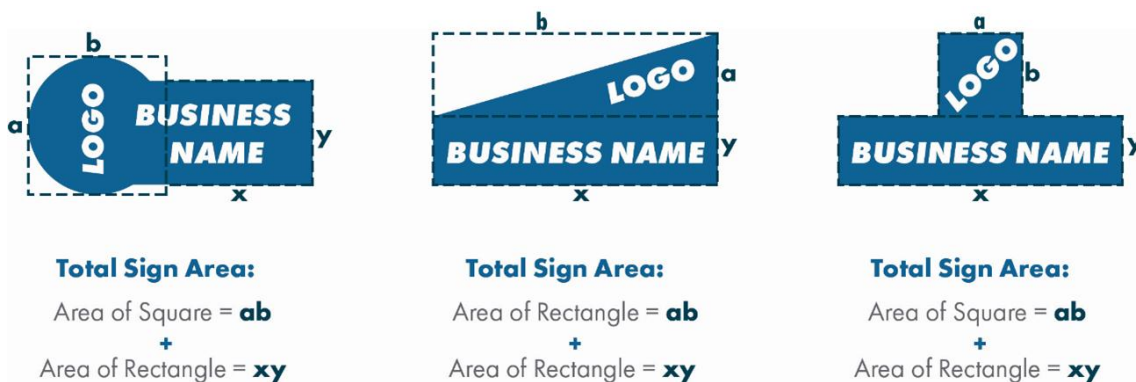 b
a
LOGO
BUSINESS
NAME
y
x
Total Sign Area:
Area of Square = ab
+
Area of Rectangle = xy
b
LOGO
a
BUSINESS NAME
y
x
Total Sign Area:
Area of Rectangle = ab
+
Area of Rectangle = xy
a
LOGO
b
BUSINESS NAME
y
x
Total Sign Area:
Area of Square = ab
+
Area of Rectangle = xy